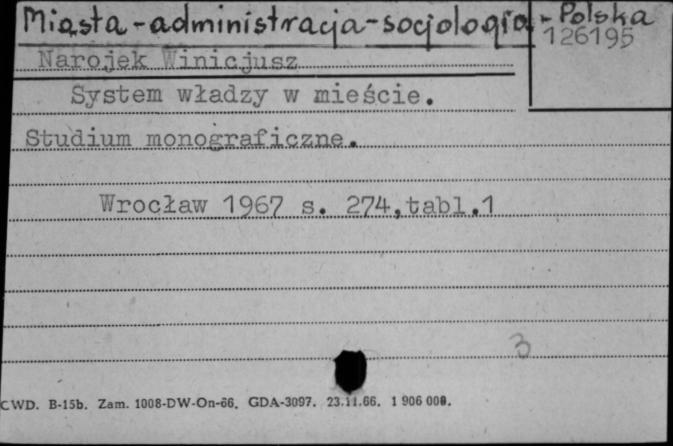 Miasta-administracja-socjologia-Polska
126195
Narojek Winicjusz
System władzy w mieście.
Studium monograficzne.
Wrocław 1967 s. 274,tabl.1
3
CWD. B-15b. Zam. 1008-DW-On-66. GDA-3097. 23.11.66. 1 906 000.